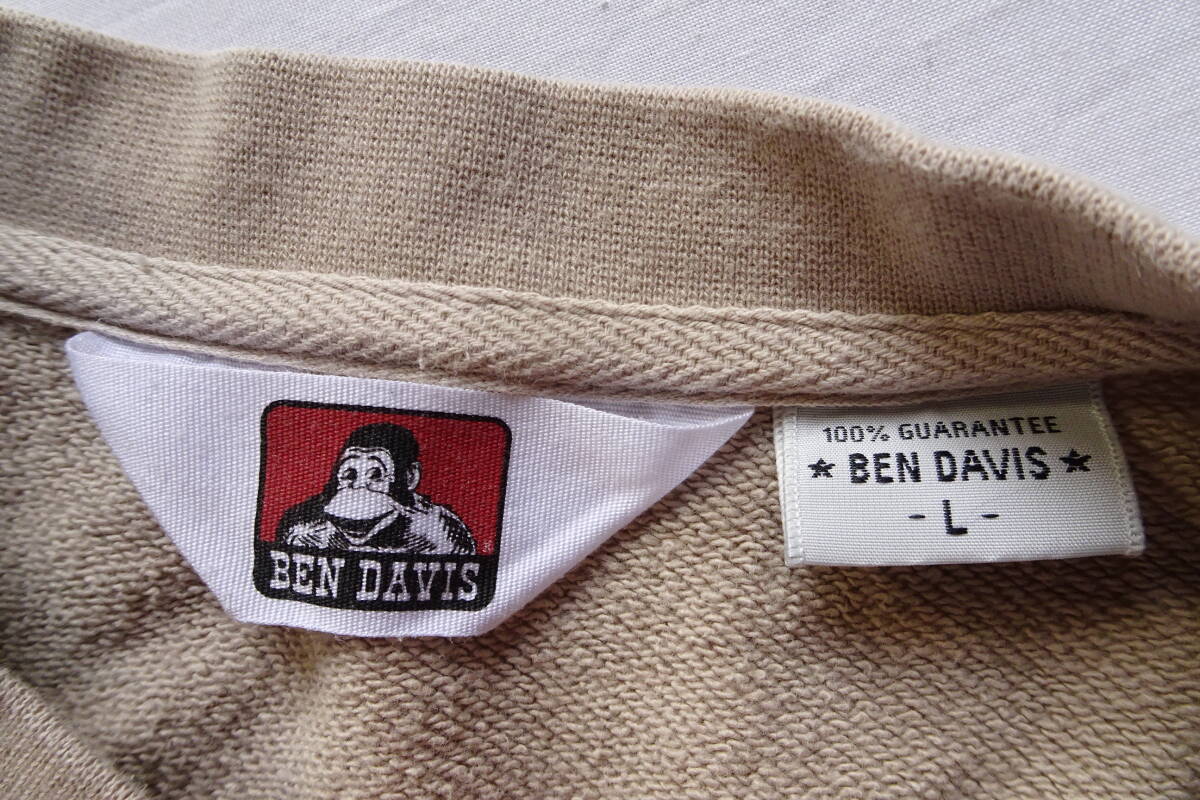 BEN DAVIS
100% GUARANTEE
★ BEN DAVIS ★
- L -